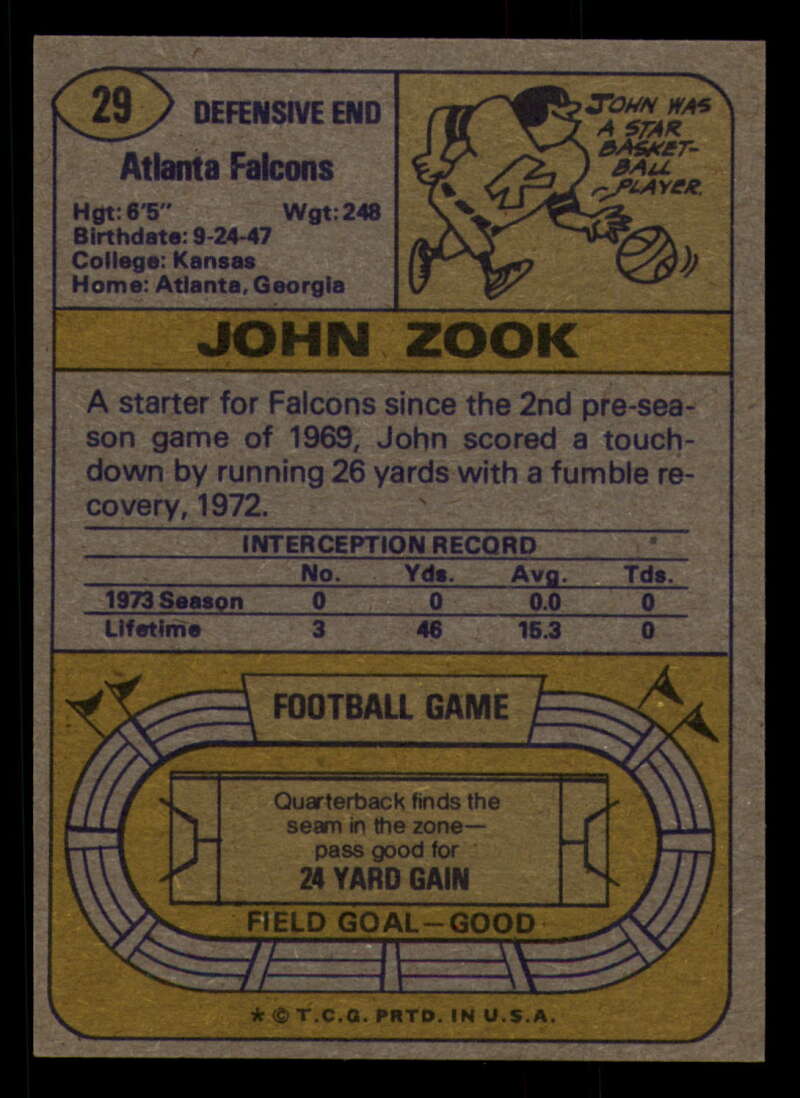 29
DEFENSIVE END
Atlanta Falcons
Hgt: 6'5" Wgt: 248
Birthdate: 9-24-47
College: Kansas
Home: Atlanta, Georgia
JOHN WAS
A STAR
BASKET-
BALL
PLAYER.
JOHN ZOOK
A starter for Falcons since the 2nd pre-sea-
son game of 1969, John scored a touch-
down by running 26 yards with a fumble re-
covery, 1972.
INTERCEPTION RECORD
No. Yds. Avg. Tds.
1973 Season 0 0 0.0 0
Lifetime 3 46 15.3 0
FOOTBALL GAME
Quarterback finds the
seam in the zone—
pass good for
24 YARD GAIN
FIELD GOAL—GOOD
* © T.C.G. PRTD. IN U.S.A.